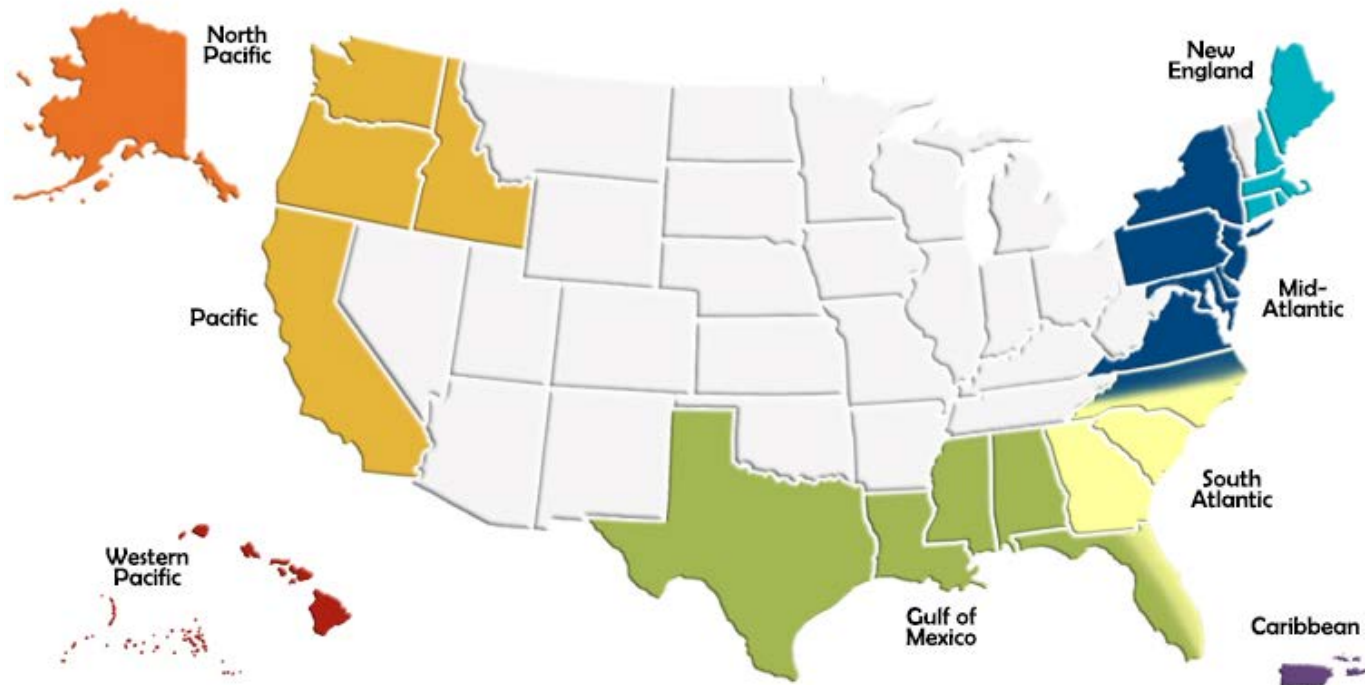 North
Pacific
New
England
Pacific
Mid-
Atlantic
South
Atlantic
Western
Pacific
Gulf of
Mexico
Caribbean